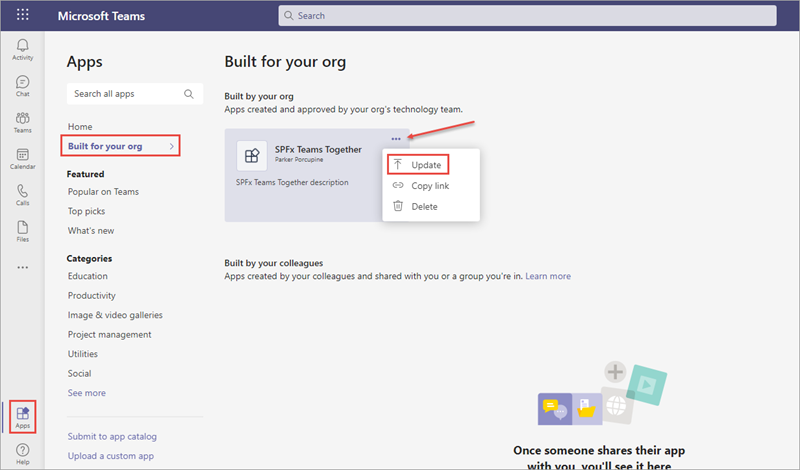 Microsoft Teams
Search
Activity
Chat
Teams
Calendar
Calls
Files
Apps
Help
Apps
Search all apps
Home
Built for your org
Featured
Popular on Teams
Top picks
What's new
Categories
Education
Productivity
Image & video galleries
Project management
Utilities
Social
See more
Submit to app catalog
Upload a custom app
Built for your org
Built by your org
Apps created and approved by your org's technology team.
SPFx Teams Together
Parker Porcupine
SPFx Teams Together description
Update
Copy link
Delete
Built by your colleagues
Apps created by your colleagues and shared with you or a group you're in. Learn more
Once someone shares their app
with you, you'll see it here